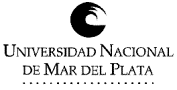 UNIVERSIDAD NACIONAL
DE MAR DEL PLATA